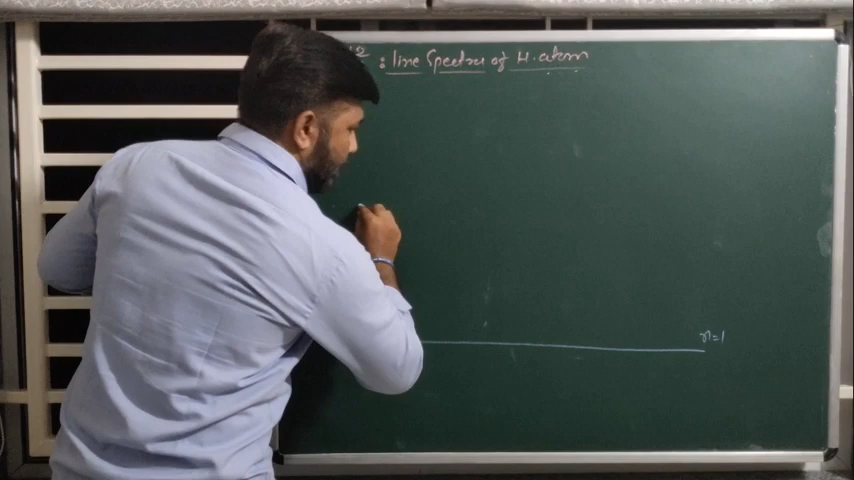 : line Spectra of H. atom
n=1